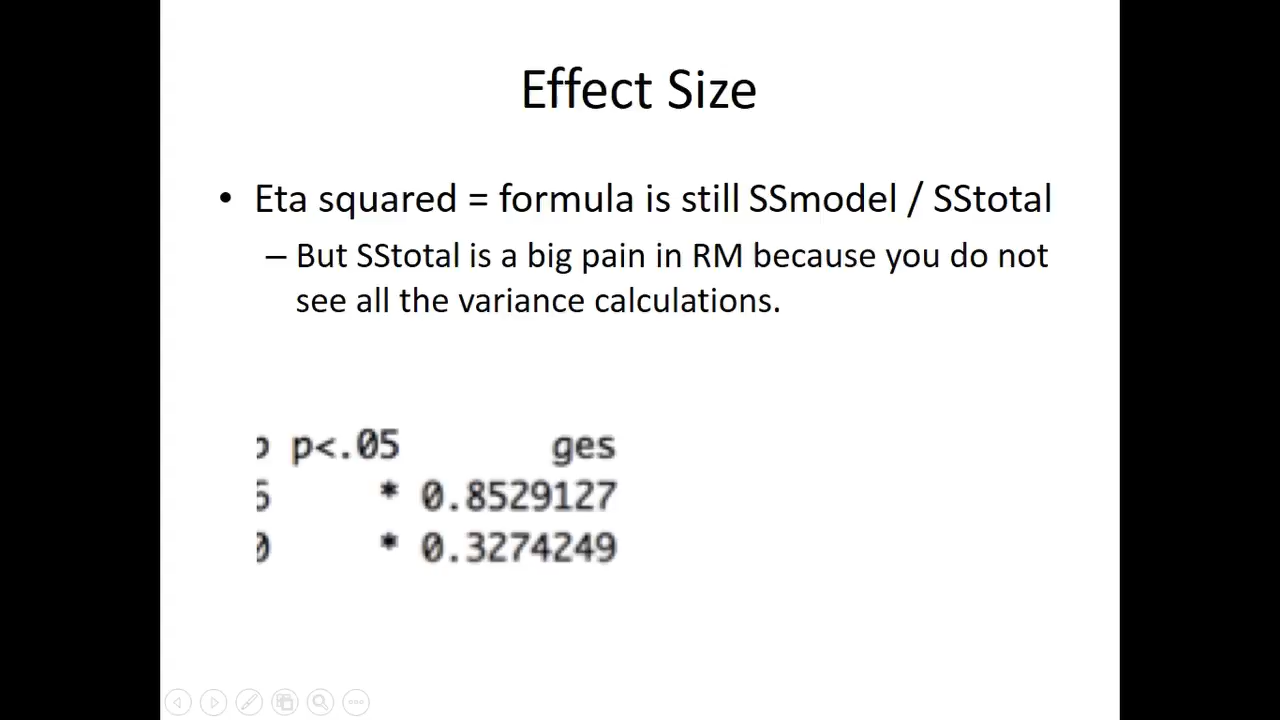 Effect Size
• Eta squared = formula is still SSmodel / SStotal
– But SStotal is a big pain in RM because you do not
see all the variance calculations.
p<.05 ges
* 0.8529127
0 * 0.3274249